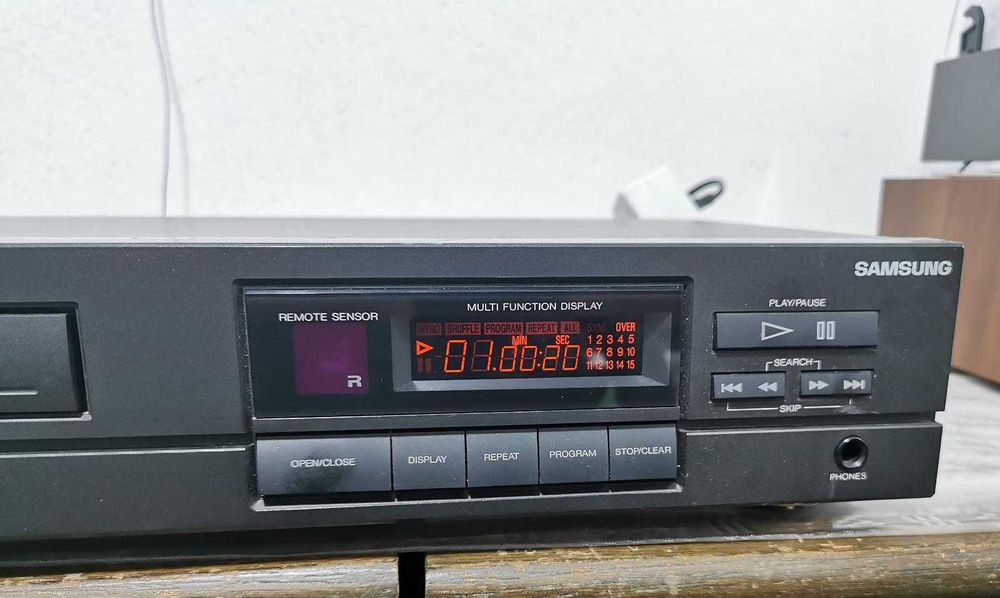 SAMSUNG
PLAY/PAUSE
SEARCH
SKIP
PHONES
REMOTE SENSOR
R
MULTI FUNCTION DISPLAY
INTRO SHUFFLE PROGRAM REPEAT ALL SYNC OVER
MIN SEC
01.00:20
1 2 3 4 5
6 7 8 9 10
11 12 13 14 15
OPEN/CLOSE
DISPLAY
REPEAT
PROGRAM
STOP/CLEAR